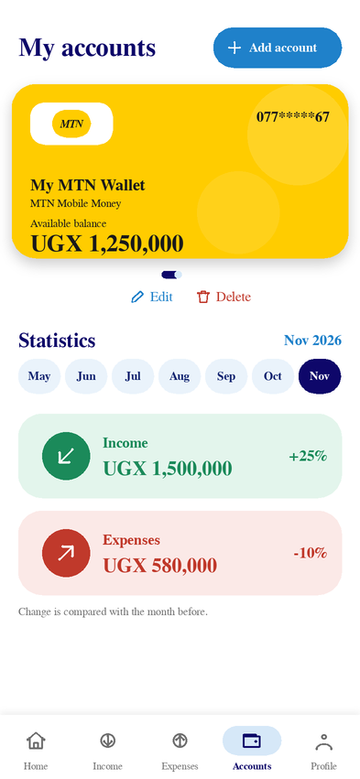 My accounts
+ Add account
MTN
077*****67
My MTN Wallet
MTN Mobile Money
Available balance
UGX 1,250,000
Edit Delete
Statistics
Nov 2026
May Jun Jul Aug Sep Oct Nov
Income
UGX 1,500,000
+25%
Expenses
UGX 580,000
-10%
Change is compared with the month before.
Home Income Expenses Accounts Profile